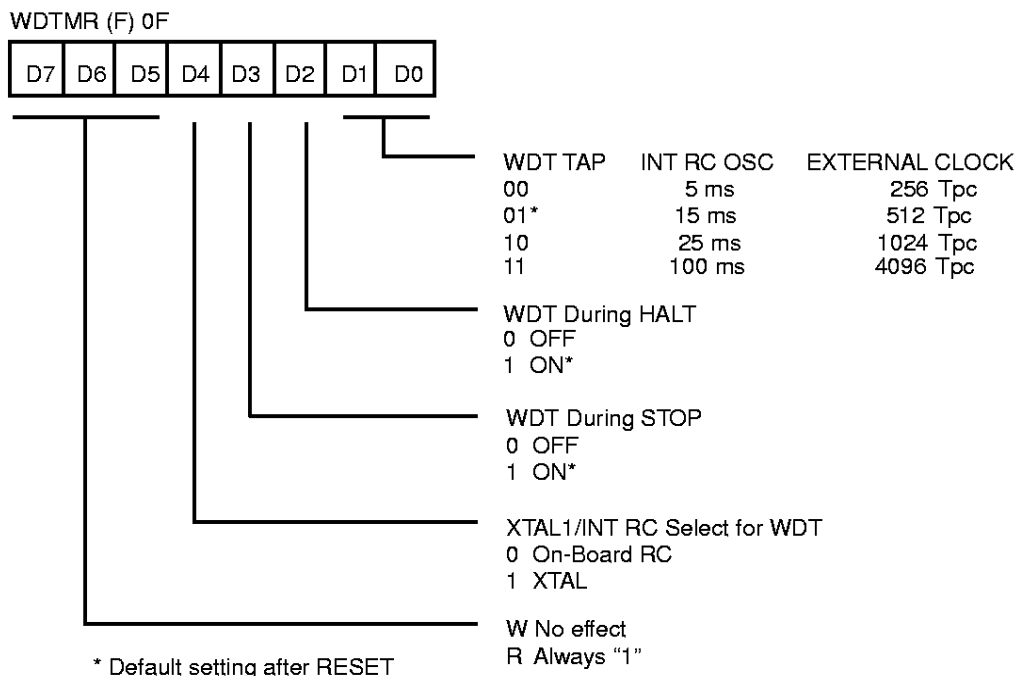 WDTMR (F) 0F
D7 D6 D5 D4 D3 D2 D1 D0
WDT TAP INT RC OSC EXTERNAL CLOCK
00 5 ms 256 Tpc
01* 15 ms 512 Tpc
10 25 ms 1024 Tpc
11 100 ms 4096 Tpc
WDT During HALT
0 OFF
1 ON*
WDT During STOP
0 OFF
1 ON*
XTAL1/INT RC Select for WDT
0 On-Board RC
1 XTAL
W No effect
R Always “1”
* Default setting after RESET